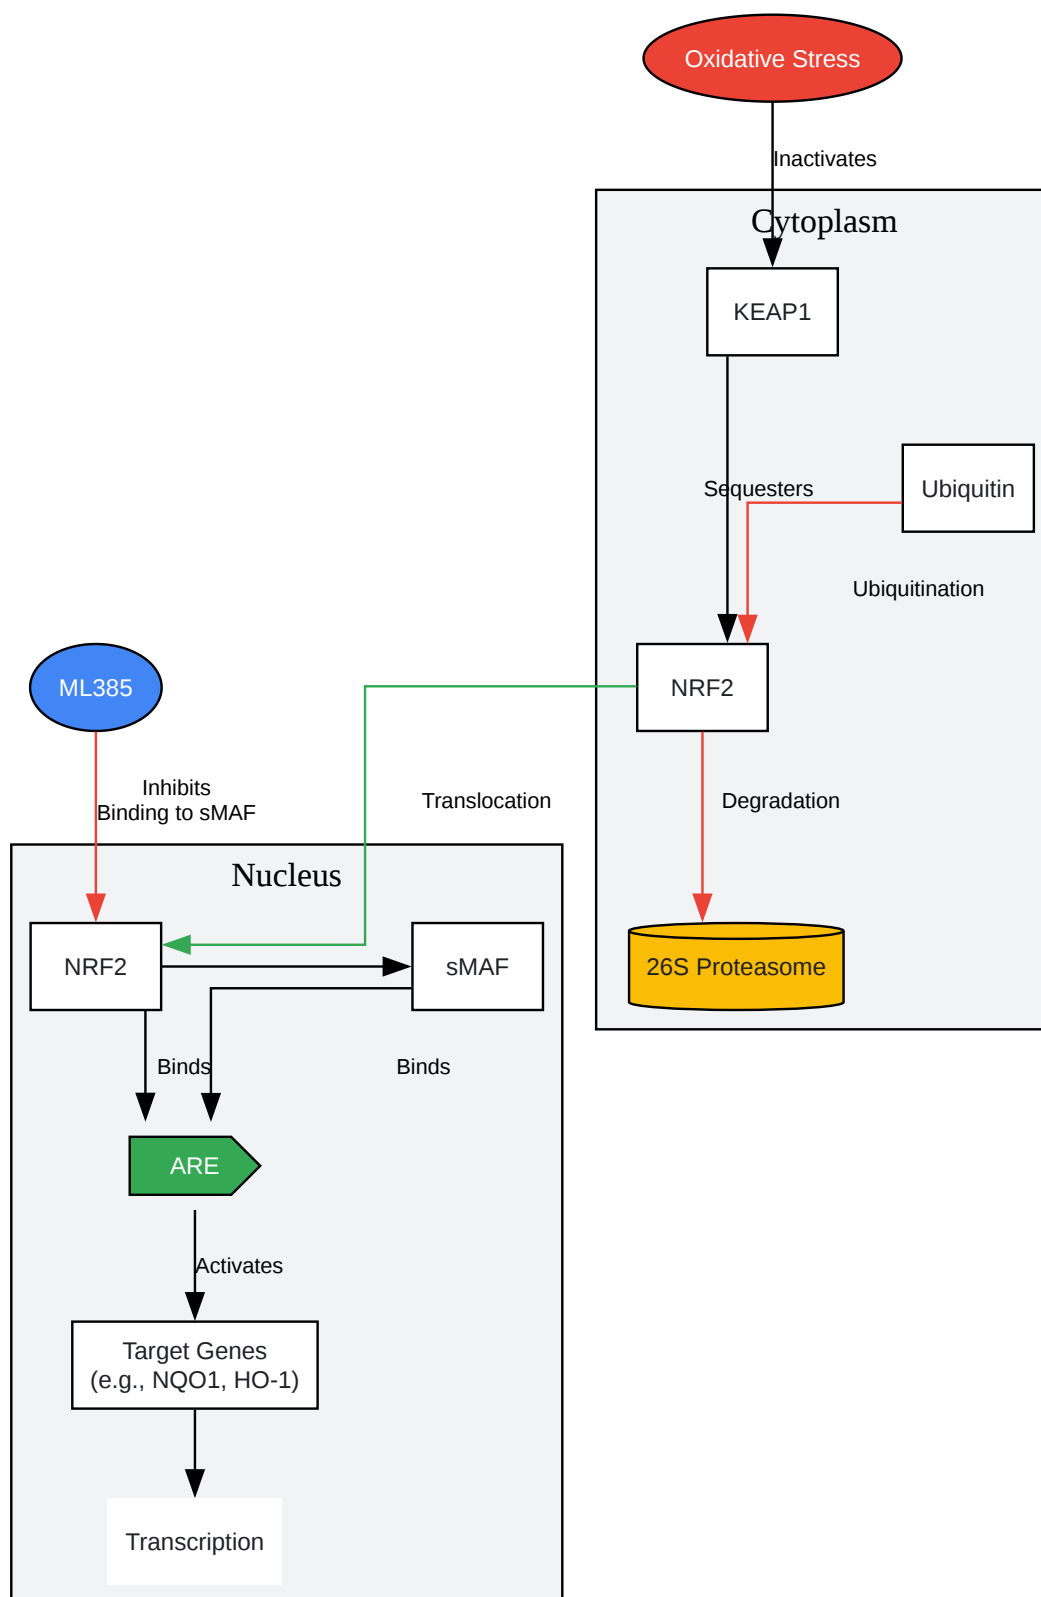 Oxidative Stress
Inactivates
Cytoplasm
KEAP1
Sequesters
Ubiquitin
Ubiquitination
ML385
NRF2
Inhibits
Binding to sMAF
Translocation
Degradation
Nucleus
NRF2
sMAF
26S Proteasome
Binds
Binds
ARE
Activates
Target Genes
(e.g., NQO1, HO-1)
Transcription